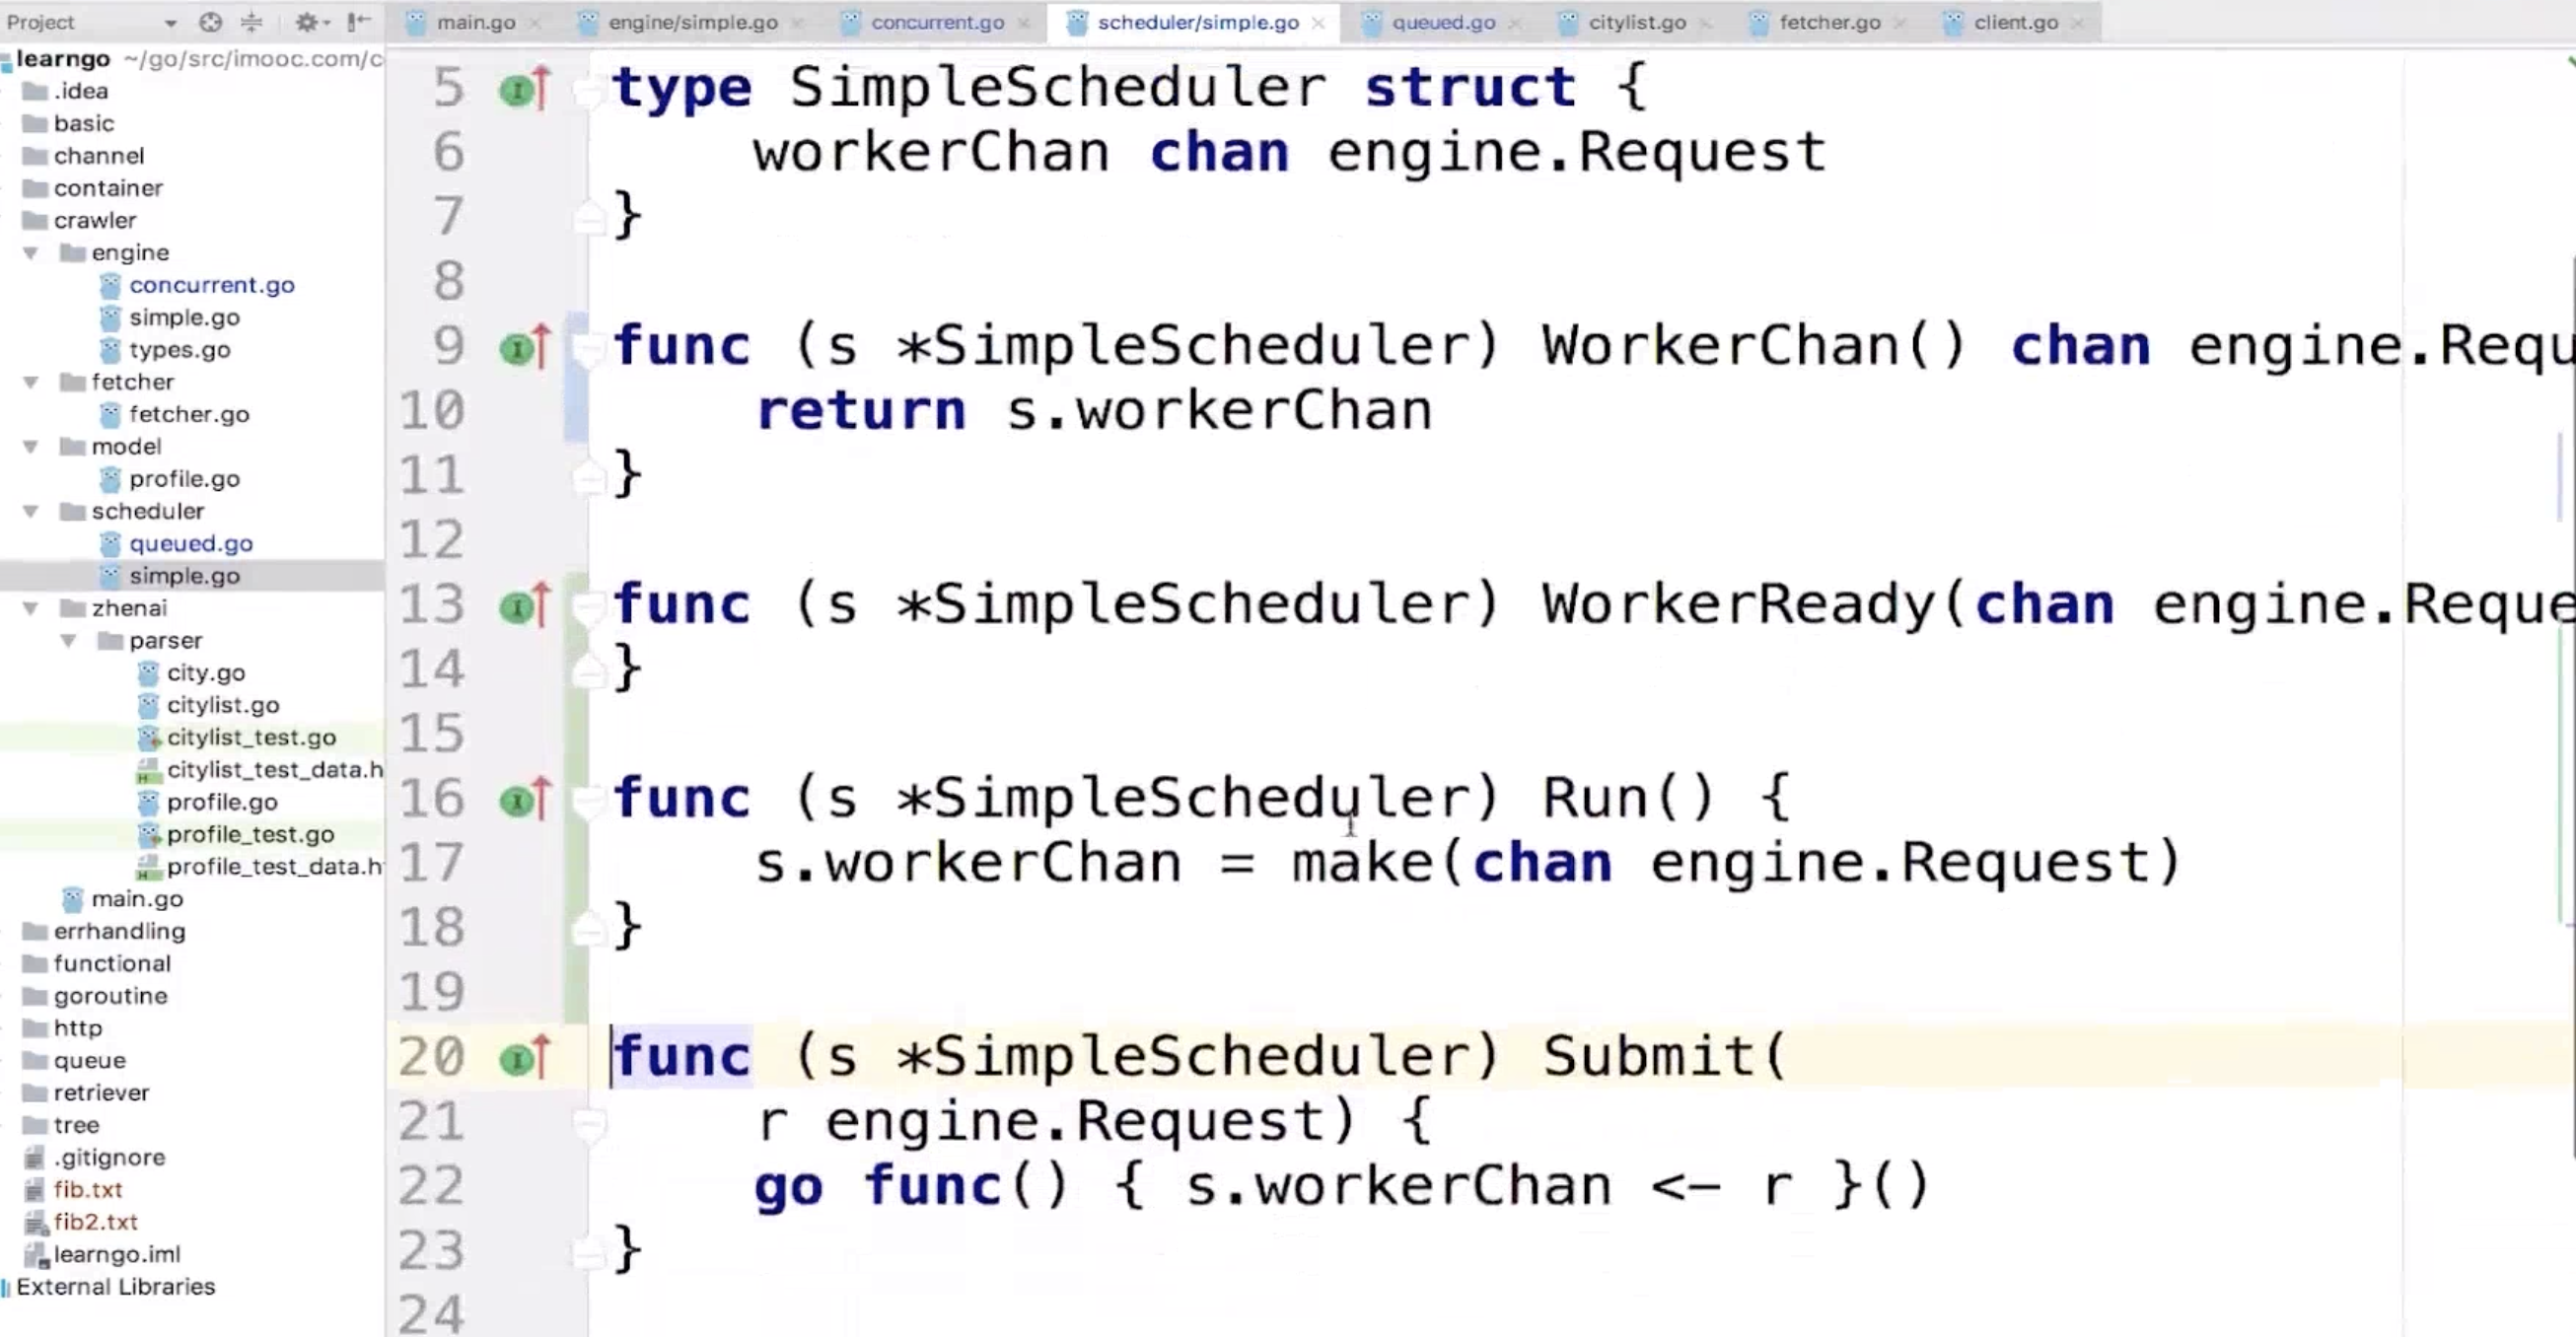 Project
main.go
engine/simple.go
concurrent.go
scheduler/simple.go
queued.go
citylist.go
fetcher.go
client.go
learngo ~/go/src/imooc.com/c
.idea
basic
channel
container
crawler
engine
concurrent.go
simple.go
types.go
fetcher
fetcher.go
model
profile.go
scheduler
queued.go
simple.go
zhenai
parser
city.go
citylist.go
citylist_test.go
citylist_test_data.h
profile.go
profile_test.go
profile_test_data.h
main.go
errhandling
functional
goroutine
http
queue
retriever
tree
.gitignore
fib.txt
fib2.txt
learngo.iml
External Libraries
5 type SimpleScheduler struct {
6 workerChan chan engine.Request
7 }
8
9 func (s *SimpleScheduler) WorkerChan() chan engine.Requ
10 return s.workerChan
11 }
12
13 func (s *SimpleScheduler) WorkerReady(chan engine.Reque
14 }
15
16 func (s *SimpleScheduler) Run() {
17 s.workerChan = make(chan engine.Request)
18 }
19
20 func (s *SimpleScheduler) Submit(
21 r engine.Request) {
22 go func() { s.workerChan <- r }()
23 }
24